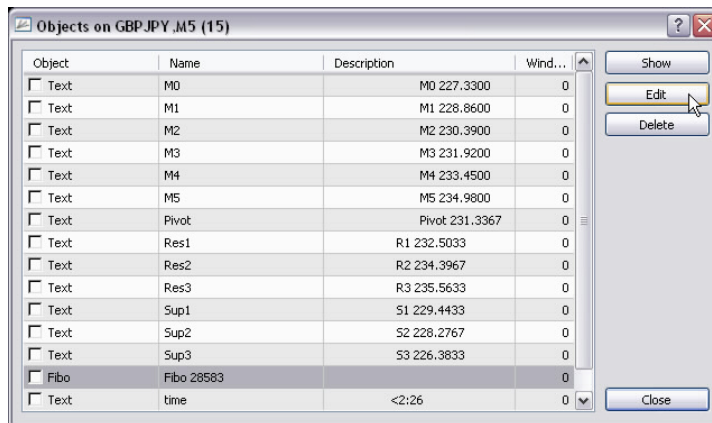 Objects on GBPJPY,M5 (15)
Object Name Description Wind...
Text M0 M0 227.3300 0
Text M1 M1 228.8600 0
Text M2 M2 230.3900 0
Text M3 M3 231.9200 0
Text M4 M4 233.4500 0
Text M5 M5 234.9800 0
Text Pivot Pivot 231.3367 0
Text Res1 R1 232.5033 0
Text Res2 R2 234.3967 0
Text Res3 R3 235.5633 0
Text Sup1 S1 229.4433 0
Text Sup2 S2 228.2767 0
Text Sup3 S3 226.3833 0
Fibo Fibo 28583 0
Text time <2:26 0
Show
Edit
Delete
Close